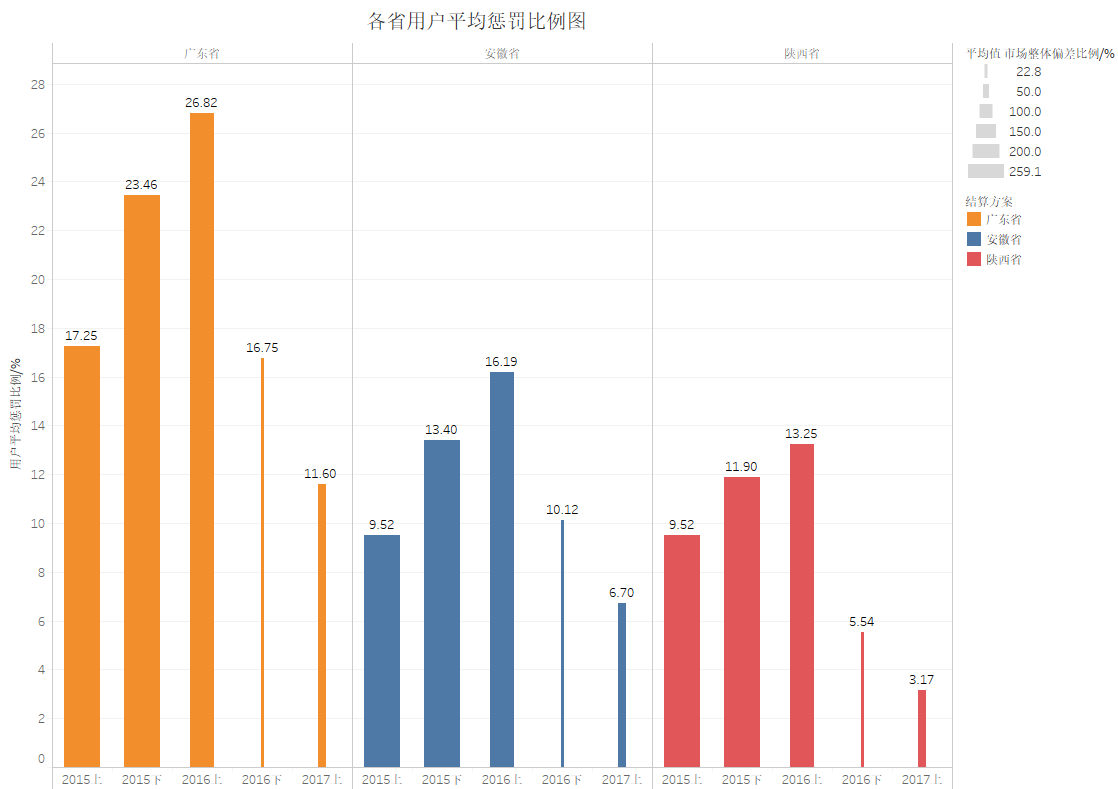 各省用户平均惩罚比例图
广东省 安徽省 陕西省
用户平均惩罚比例/%
28
26
24
22
20
18
16
14
12
10
8
6
4
2
0
17.25 23.46 26.82 16.75 11.60
9.52 13.40 16.19 10.12 6.70
9.52 11.90 13.25 5.54 3.17
2015上 2015下 2016上 2016下 2017上 2015上 2015下 2016上 2016下 2017上 2015上 2015下 2016上 2016下 2017上
平均值 市场整体偏差比例/%
22.8
50.0
100.0
150.0
200.0
259.1
结算方案
广东省
安徽省
陕西省